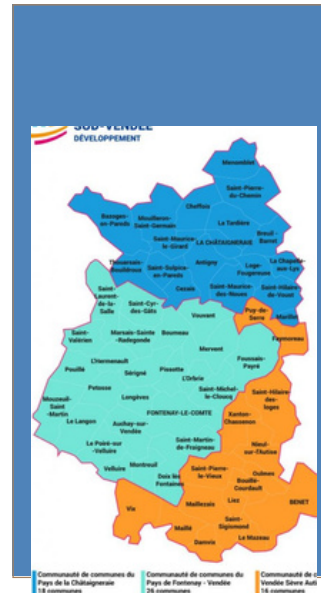 SUD-VENDÉE
DÉVELOPPEMENT
Menomblet
Saint-Pierre-
du-Chemin
Cheffois
Bazoges-
en-Pareds
Mouilleron-
Saint-Germain
La Tardière
Breuil-
Barret
Saint-Maurice-
le-Girard
LA CHÂTAIGNERAIE
Thouarsais-
Bouildroux
Saint-Sulpice-
en-Pareds
Antigny
Loge-
Fougereuse
La Chapelle-
aux-Lys
Cezais
Saint-Maurice-
des-Noues
Saint-Hilaire-
de-Voust
Marillet
Saint-
Laurent-
de-la-
Salle
Saint-Cyr-
des-Gâts
Vouvant
Puy-de-
Serre
Faymoreau
Saint-
Valérien
Marsais-Sainte
-Radegonde
Bourneau
Mervent
Foussais-
Payré
Pouillé
L'Hermenault
Sérigné
Pissotte
L'Orbrie
Petosse
Saint-Michel-
le-Cloucq
Saint-Hilaire-
des-
loges
Mouzeuil-
Saint
-Martin
Longèves
Xanton-
Chassenon
Le Langon
Auchay-sur-
Vendée
FONTENAY-LE-COMTE
Saint-Martin-
de-Fraigneau
Nieul-
sur-l'Autise
Le Poiré-sur
-Velluire
Velluire
Montreuil
Doix lès
Fontaines
Saint-Pierre-
le-Vieux
Oulmes
Bouillé-
Courdault
Vix
Maillezais
Liez
BENET
Maillé
Saint-
Sigismond
Le Mazeau
Damvix
Communauté de communes du
Pays de la Châtaigneraie
18 communes
Communauté de communes du
Pays de Fontenay - Vendée
26 communes
Communauté de c
Vendée Sèvre Auti
16 communes